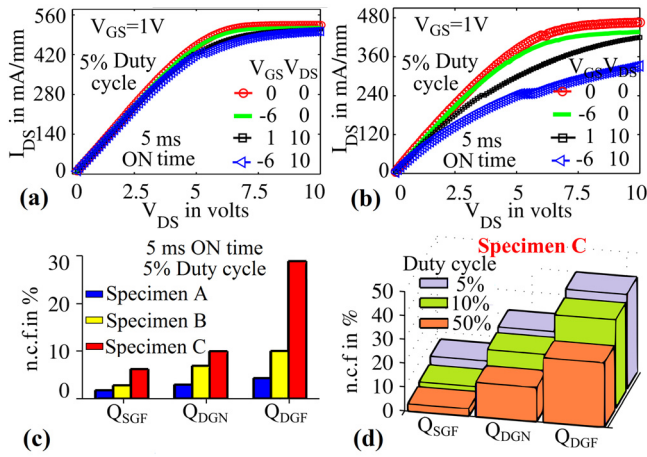 560
420
280
140
0
I_DS in mA/mm
V_GS=1V
5% Duty
cycle
5 ms
ON time
V_GS V_DS
0 0
-6 0
1 10
-6 10
0 2.5 5 7.5 10
V_DS in volts
(a)
480
360
240
120
0
I_DS in mA/mm
V_GS=1V
5% Duty
cycle
5 ms
ON time
V_GS V_DS
0 0
-6 0
1 10
-6 10
0 2.5 5 7.5 10
V_DS in volts
(b)
30
20
10
0
n.c.f.in %
5 ms ON time
5% Duty cycle
Specimen A
Specimen B
Specimen C
Q_SGF Q_DGN Q_DGF
(c)
Specimen C
Duty cycle
5%
10%
50%
50
40
30
20
10
0
n.c.f in %
Q_SGF
Q_DGN
Q_DGF
(d)